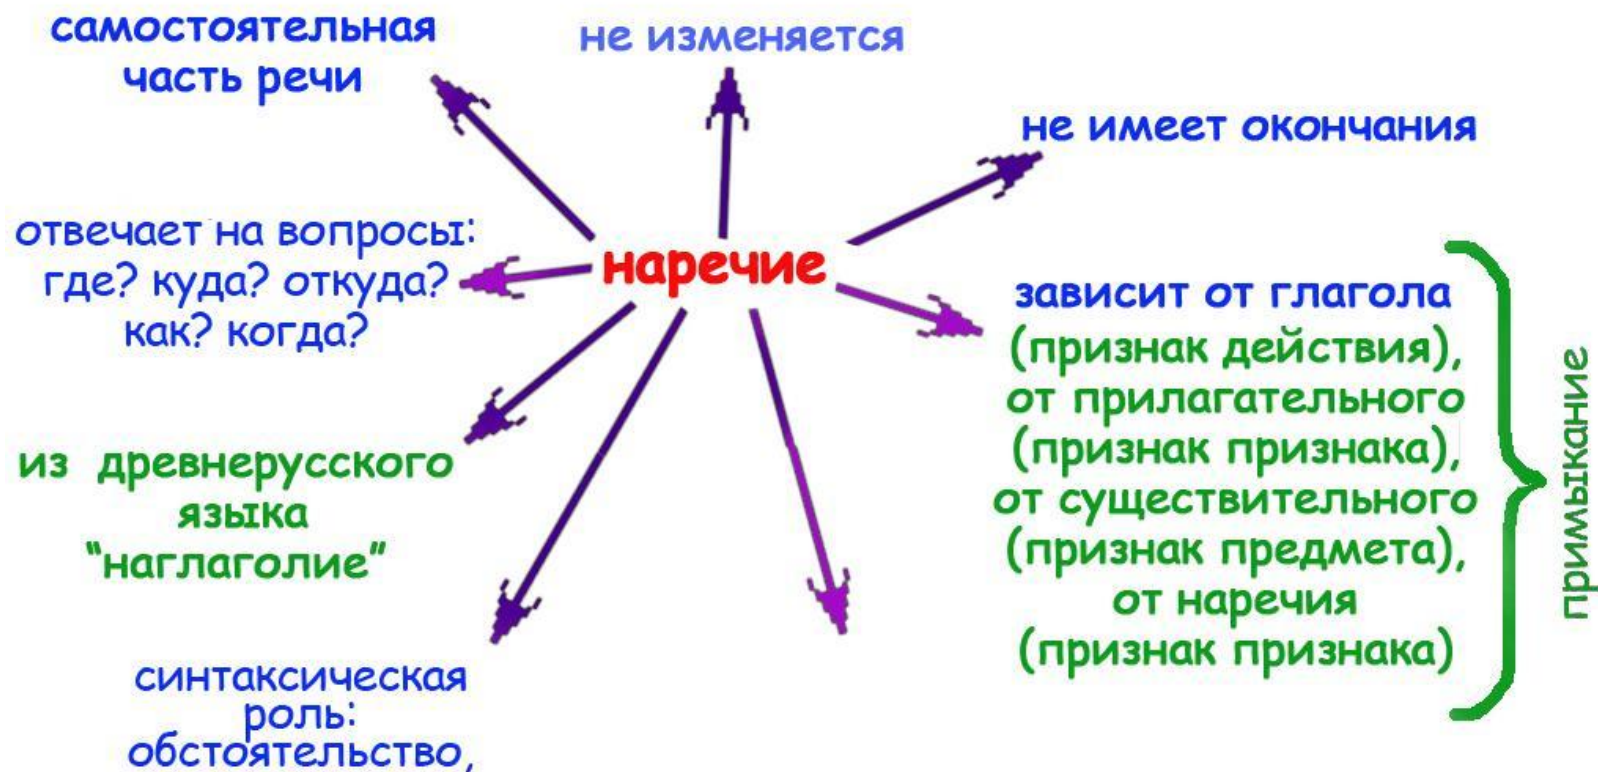 самостоятельная
часть речи
не изменяется
не имеет окончания
отвечает на вопросы:
где? куда? откуда?
как? когда?
наречие
зависит от глагола
(признак действия),
от прилагательного
(признак признака),
от существительного
(признак предмета),
от наречия
(признак признака)
примыкание
из древнерусского
языка
“наглаголие”
синтаксическая
роль:
обстоятельство,